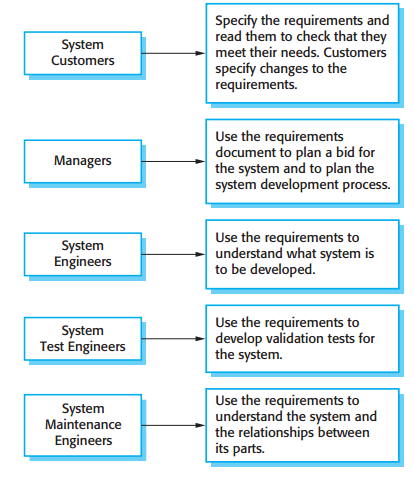 System
Customers
Specify the requirements and
read them to check that they
meet their needs. Customers
specify changes to the
requirements.
Managers
Use the requirements
document to plan a bid for
the system and to plan the
system development process.
System
Engineers
Use the requirements to
understand what system is
to be developed.
System
Test Engineers
Use the requirements to
develop validation tests for
the system.
System
Maintenance
Engineers
Use the requirements to
understand the system and
the relationships between
its parts.